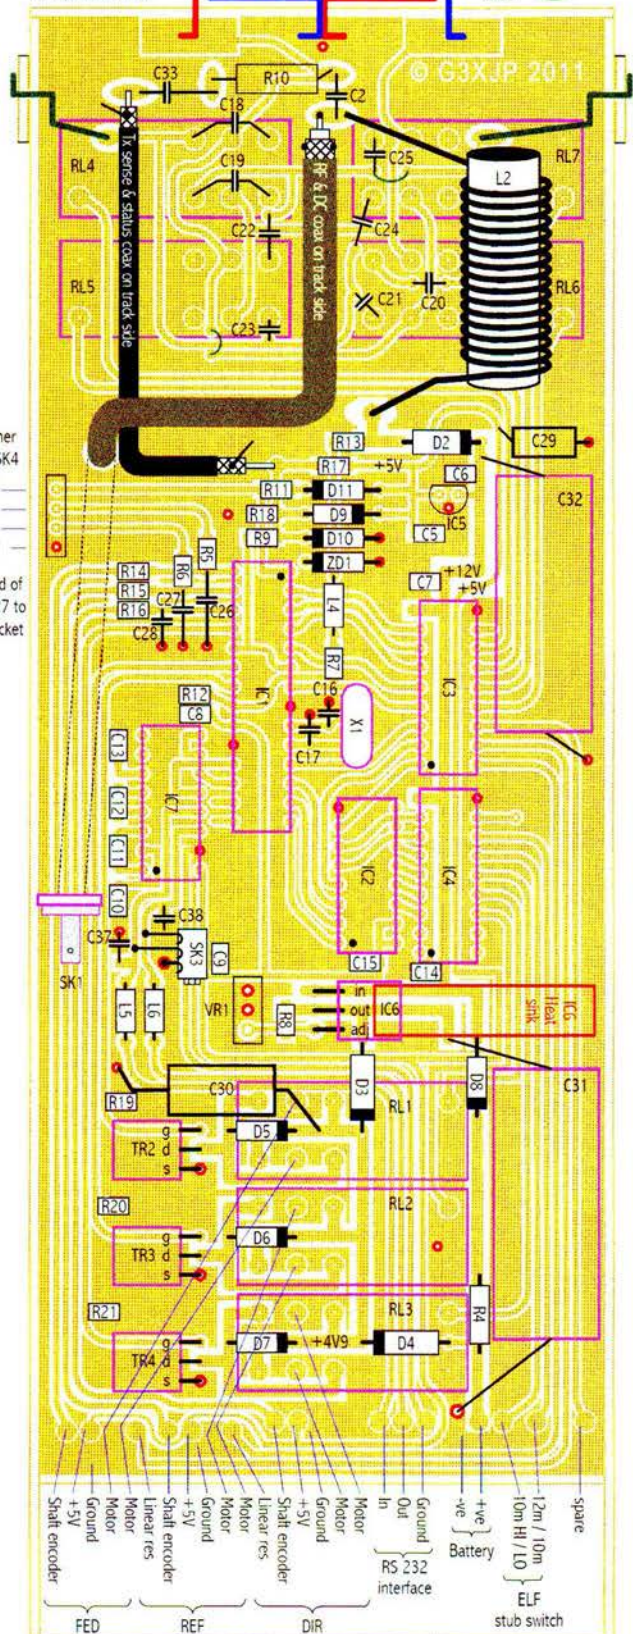 © G3XJP 2011
C33
R10
C2
C18
RL4
C19
C25
L2
RL7
Tx sense & status coax on track side
RF & DC coax on track side
C22
C24
RL5
C21
C20
RL6
C23
R13
D2
C29
SK4
R17
+5V
C6
C32
R11
D11
R18
D9
IC5
R9
D10
C5
ZD1
R5
R6
R14
R15
R16
C27
C26
C28
C7
+12V
+5V
L4
R7
IC1
IC3
R12
C8
C16
C17
X1
C13
C12
C11
C10
IC7
IC2
IC4
C38
C37
SK3
C9
SK1
C15
C14
L5
L6
VR1
R8
in
out
adj
IC6
IC6
Heat
sink
D3
D8
C31
C30
R19
RL1
D5
TR2
g
d
s
R20
RL2
D6
TR3
g
d
s
R21
RL3
D7
+4V9
D4
R4
TR4
g
d
s
Shaft encoder
+5V
Ground
Motor
Motor
Linear res
Shaft encoder
+5V
Ground
Motor
Motor
Linear res
Shaft encoder
+5V
Ground
Motor
Motor
In
Out
Ground
-ve
+ve
10m HI / LO
12m / 10m
spare
RS 232
interface
Battery
ELF
stub switch
FED
REF
DIR